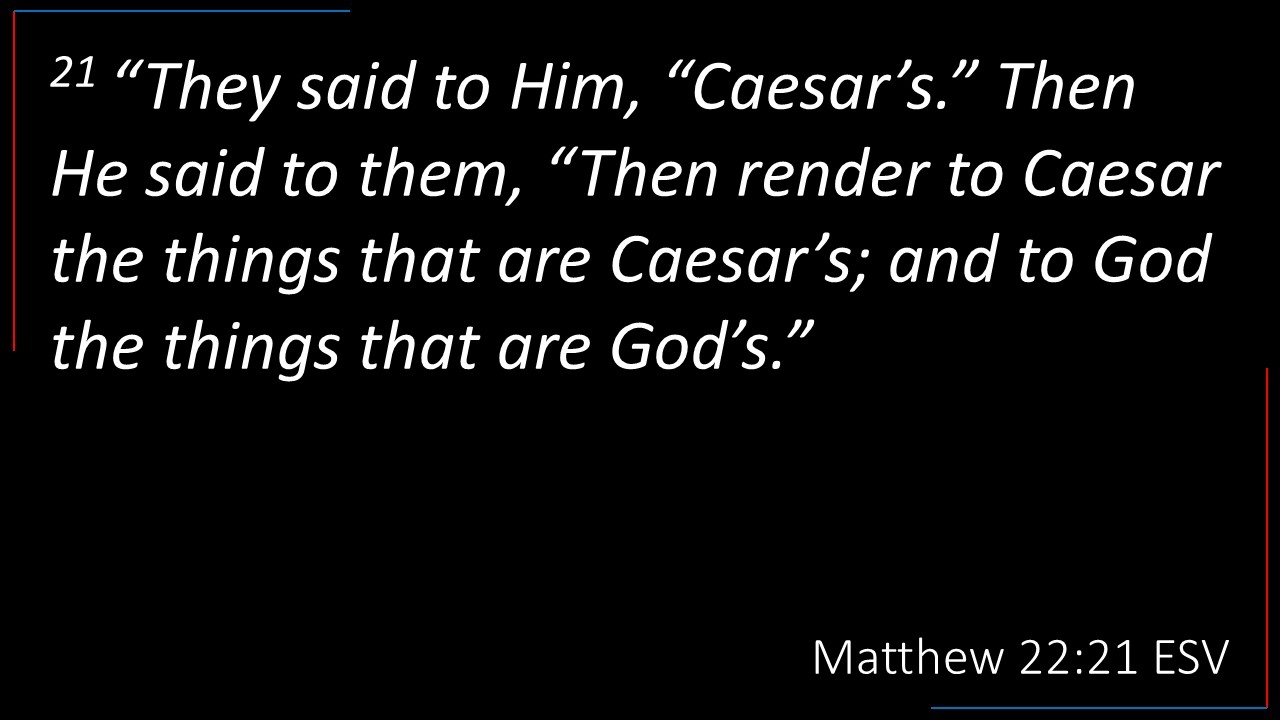 21 “They said to Him, “Caesar’s.” Then
He said to them, “Then render to Caesar
the things that are Caesar’s; and to God
the things that are God’s.”
Matthew 22:21 ESV